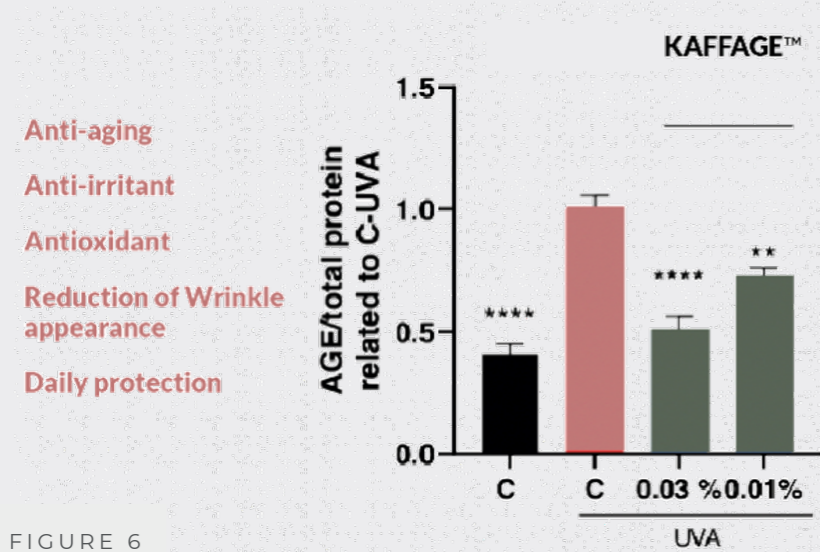 KAFFAGE™
Anti-aging
Anti-irritant
Antioxidant
Reduction of Wrinkle
appearance
Daily protection
AGE/total protein
related to C-UVA
1.5
1.0
0.5
0.0
****
****
**
C
C
0.03 %
0.01%
UVA
FIGURE 6